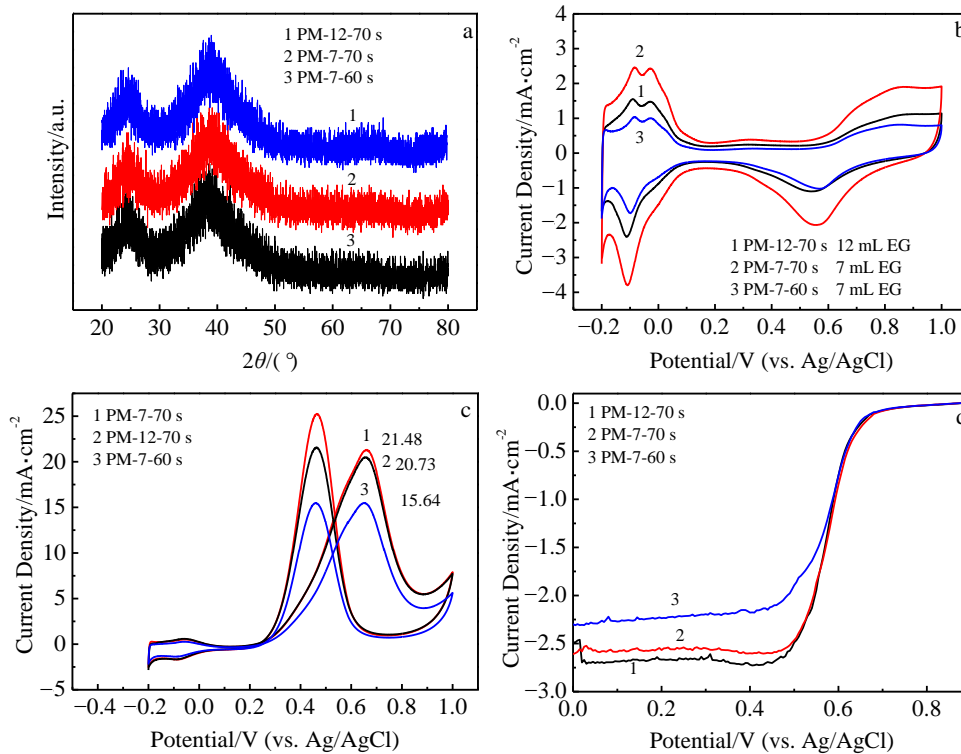 a
1 PM-12-70 s
2 PM-7-70 s
3 PM-7-60 s
1
2
3
Intensity/a.u.
20 30 40 50 60 70 80
2θ/(°)
b
4
3
2
1
0
−1
−2
−3
−4
2
1
3
1 PM-12-70 s 12 mL EG
2 PM-7-70 s 7 mL EG
3 PM-7-60 s 7 mL EG
Current Density/mA·cm-2
−0.2 0.0 0.2 0.4 0.6 0.8 1.0
Potential/V (vs. Ag/AgCl)
c
1 PM-7-70 s
2 PM-12-70 s
3 PM-7-60 s
25
20
15
10
5
0
−5
1 21.48
2 20.73
3 15.64
Current Density/mA·cm-2
−0.4 −0.2 0.0 0.2 0.4 0.6 0.8 1.0
Potential/V (vs. Ag/AgCl)
d
1 PM-12-70 s
2 PM-7-70 s
3 PM-7-60 s
0.0
−0.5
−1.0
−1.5
−2.0
−2.5
−3.0
3
2
1
Current Density/mA·cm-2
0.0 0.2 0.4 0.6 0.8
Potential/V (vs. Ag/AgCl)